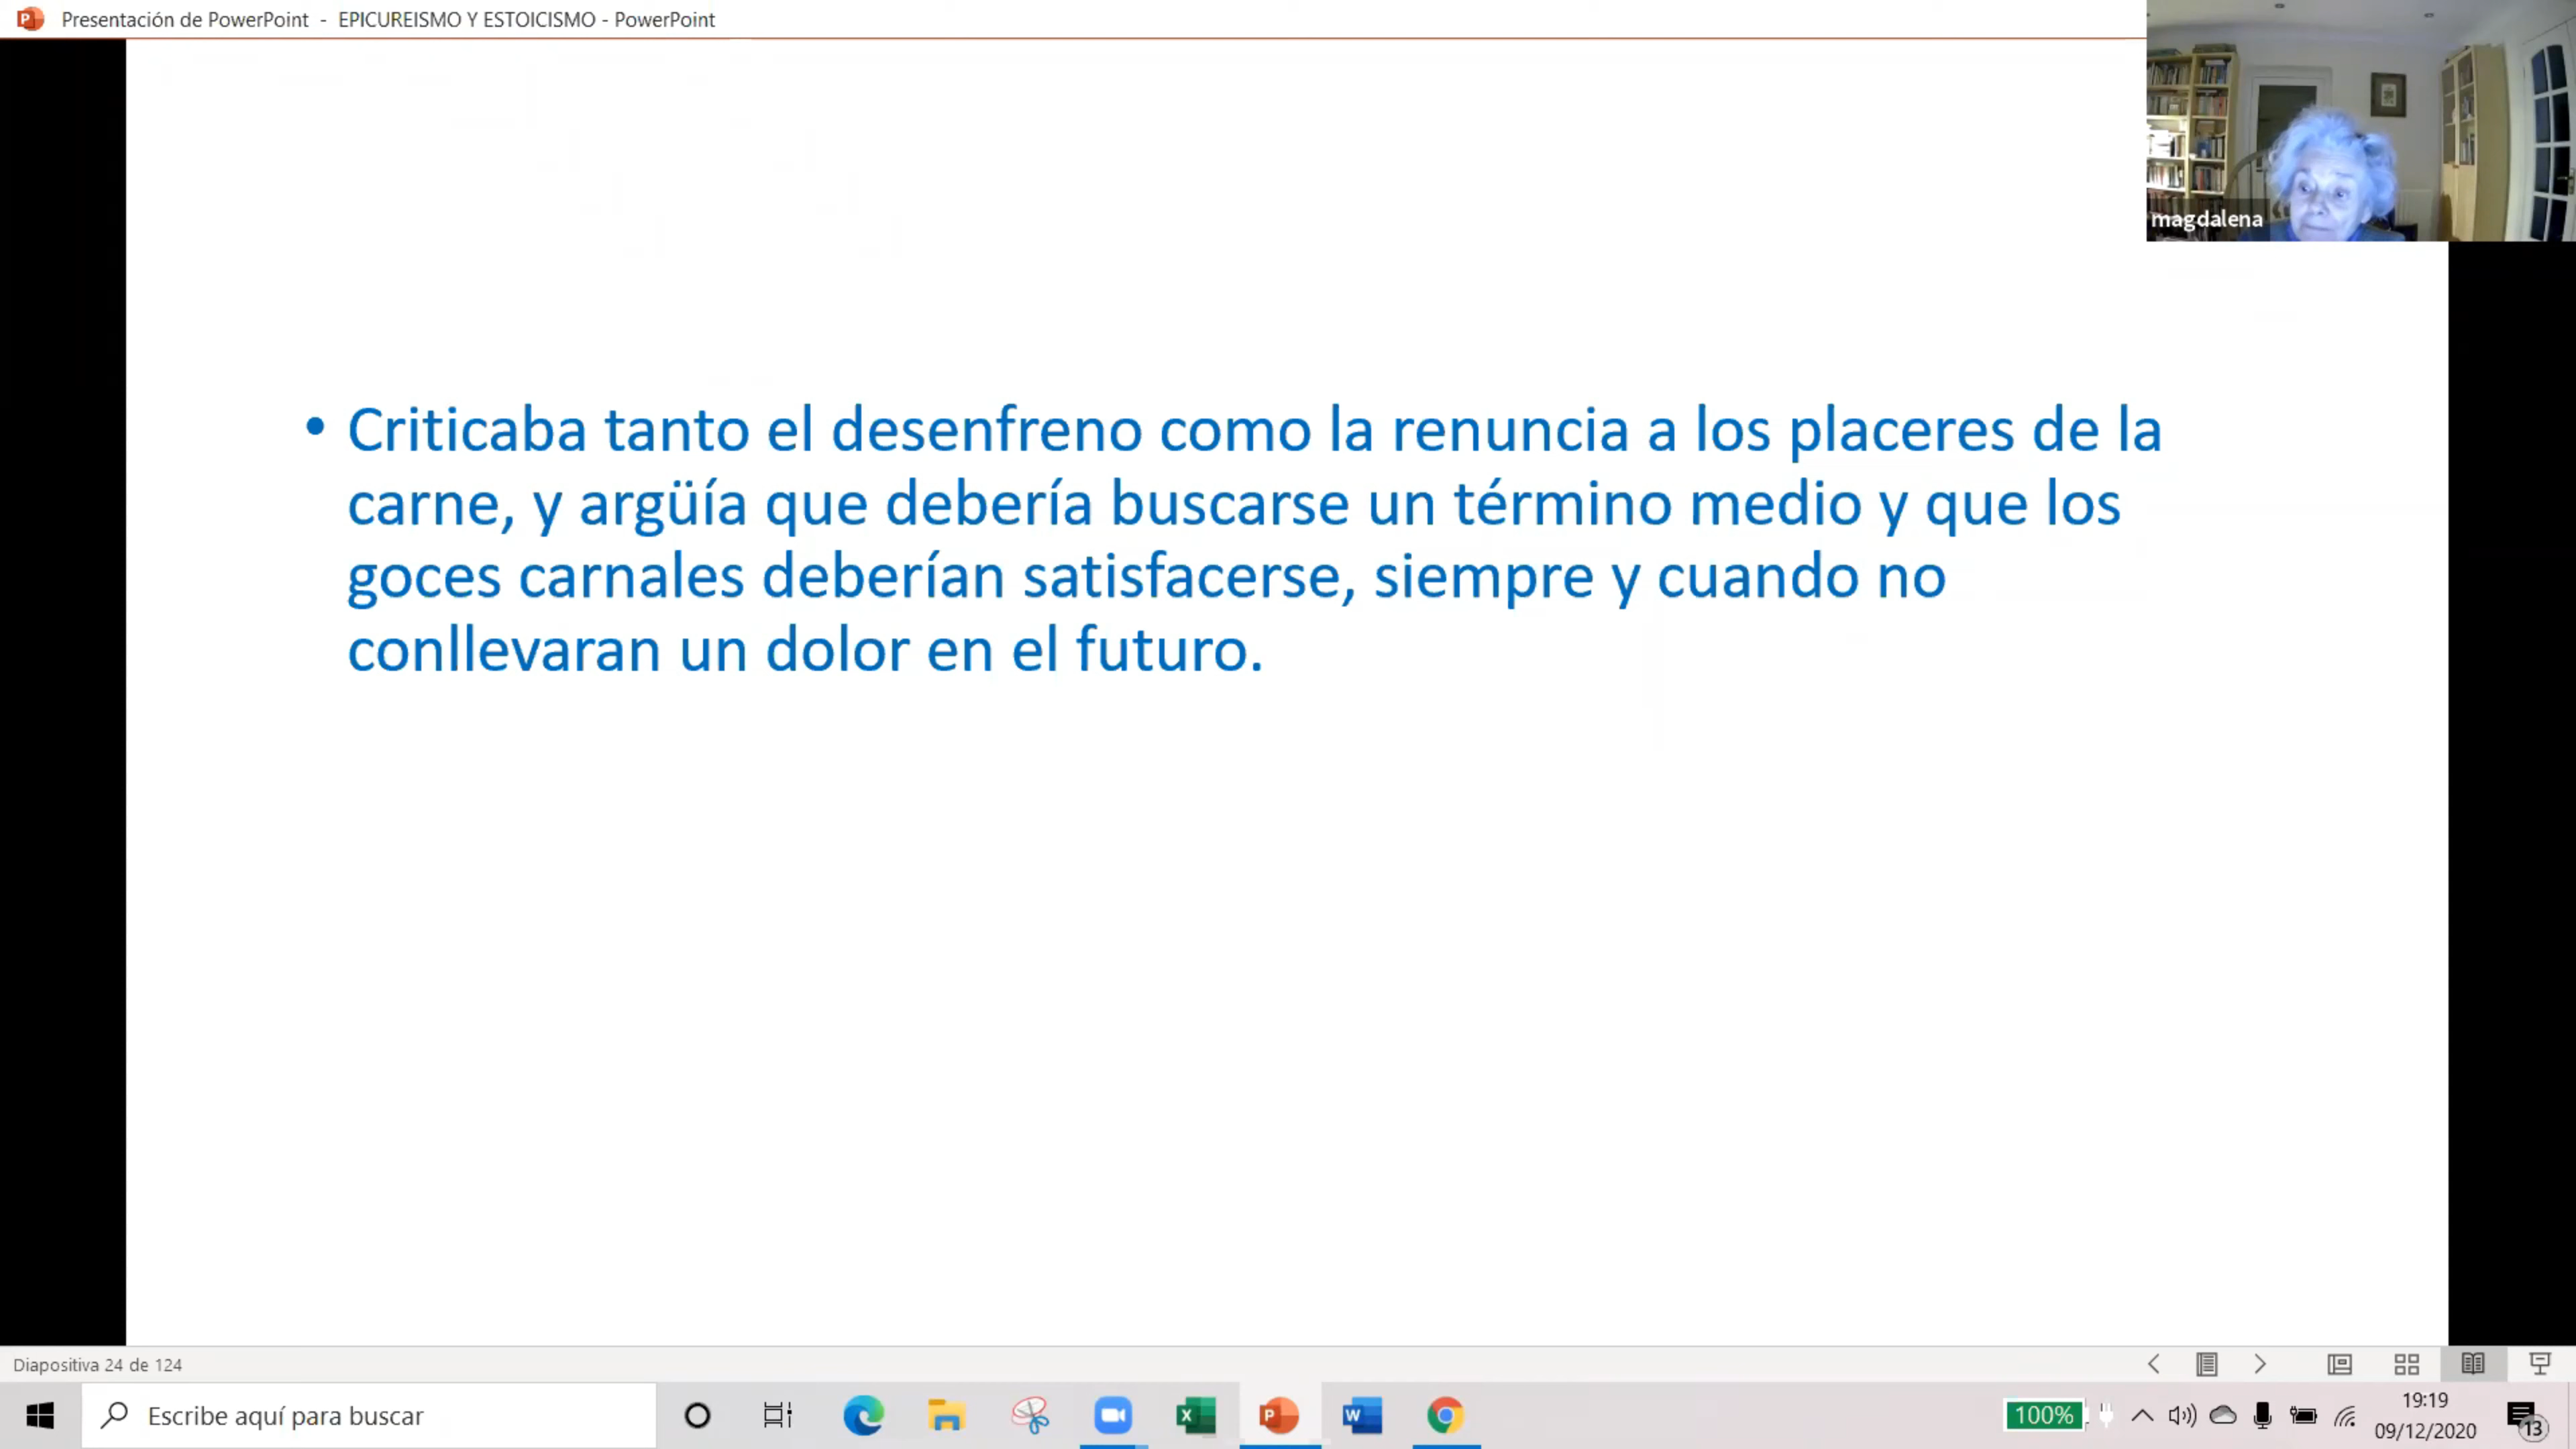 Presentación de PowerPoint - EPICUREISMO Y ESTOICISMO - PowerPoint
magdalena
• Criticaba tanto el desenfreno como la renuncia a los placeres de la
carne, y argüía que debería buscarse un término medio y que los
goces carnales deberían satisfacerse, siempre y cuando no
conllevaran un dolor en el futuro.
Diapositiva 24 de 124
Escribe aquí para buscar
100%
19:19
09/12/2020
13